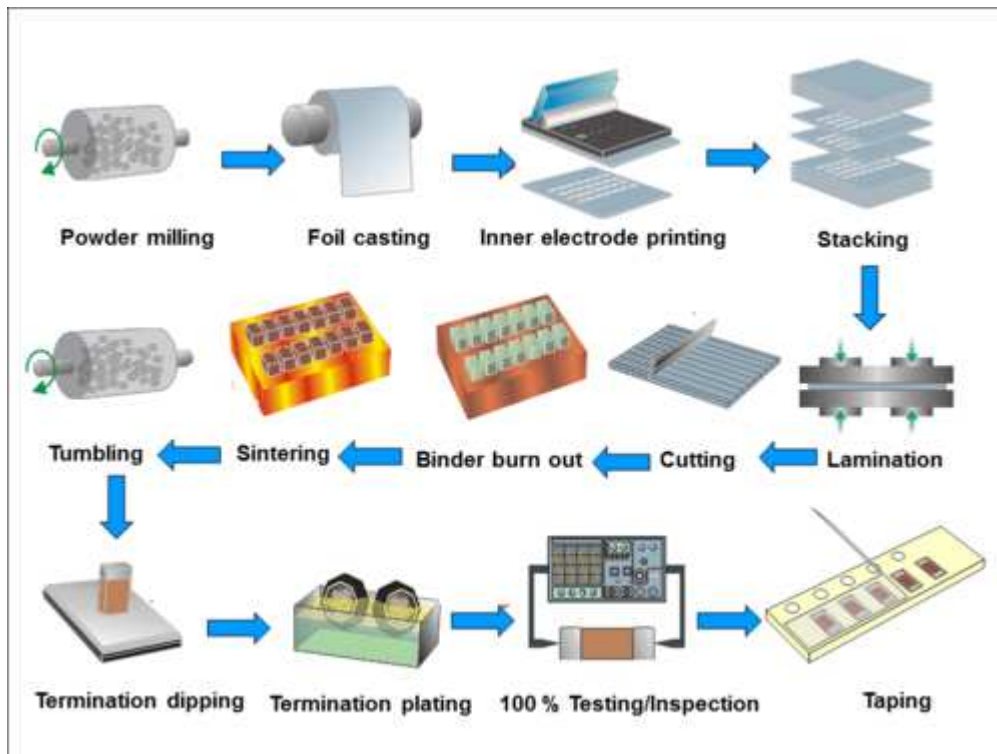 Powder milling
Foil casting
Inner electrode printing
Stacking
Tumbling
Sintering
Binder burn out
Cutting
Lamination
Termination dipping
Termination plating
100 % Testing/Inspection
Taping